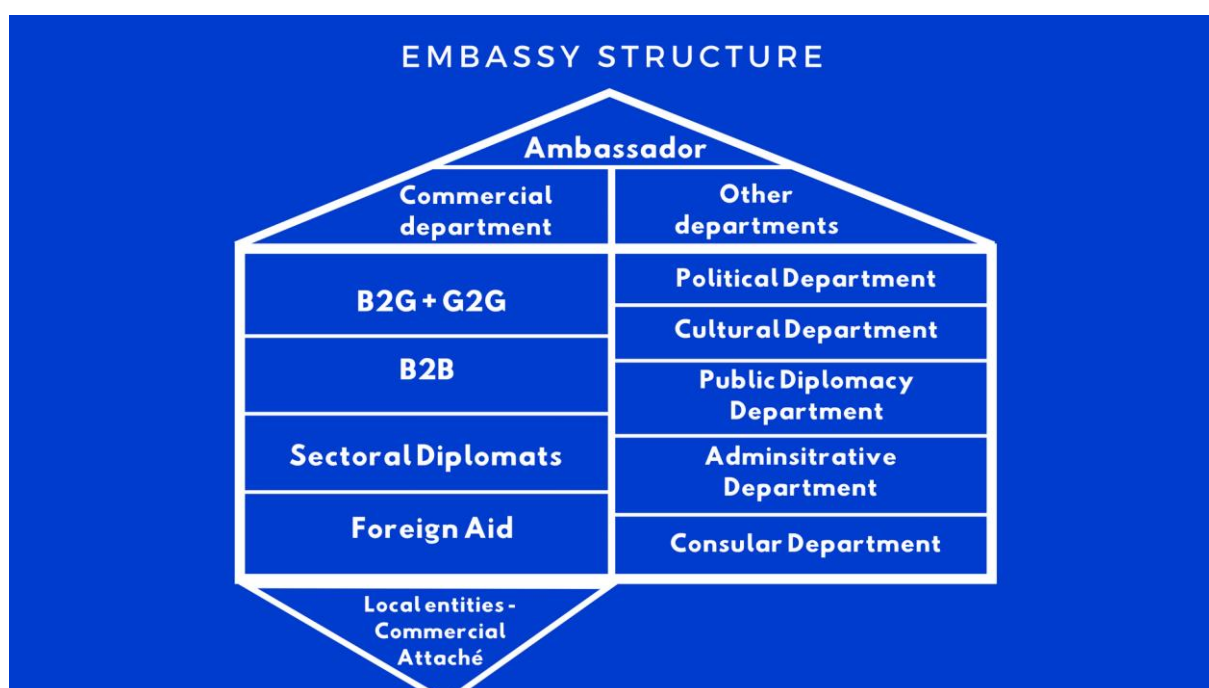 EMBASSY STRUCTURE
Ambassador
Commercial
department
Other
departments
B2G + G2G
B2B
Sectoral Diplomats
Foreign Aid
Political Department
Cultural Department
Public Diplomacy
Department
Adminsitrative
Department
Consular Department
Local entities -
Commercial
Attaché